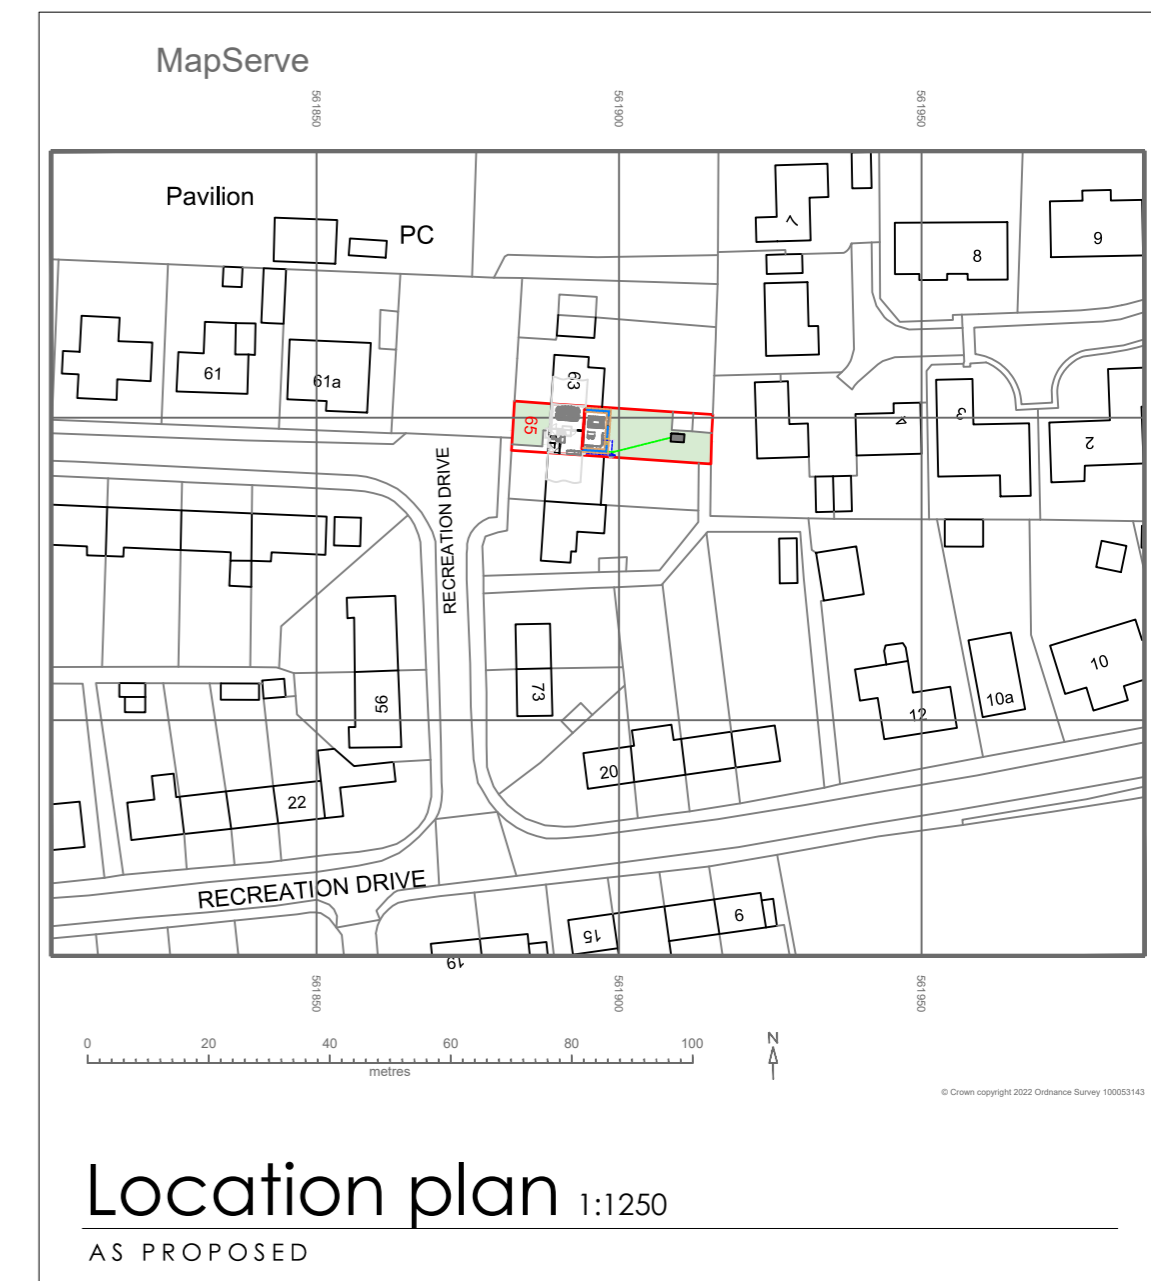 MapServe
561850 561900 561950
Pavilion
PC
7
8
9
61
61a
63
65
4
3
2
RECREATION DRIVE
56
73
10
10a
12
20
22
RECREATION DRIVE
6
15
19
561850 561900 561950
0 20 40 60 80 100
metres
N
© Crown copyright 2022 Ordnance Survey 100053143
Location plan 1:1250
AS PROPOSED